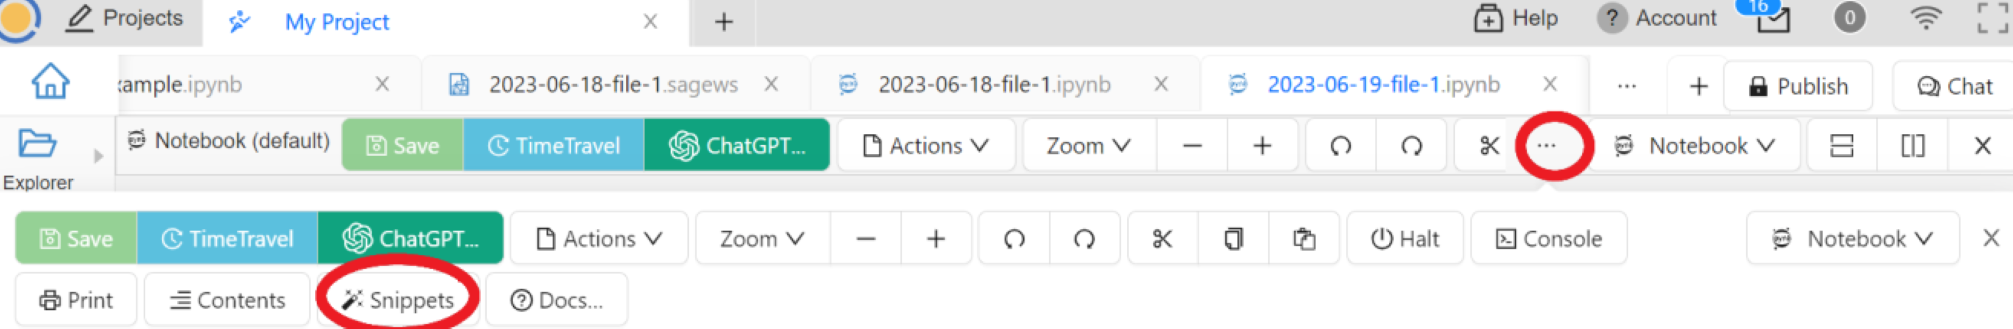 Projects My Project Help ? Account 16 0
ample.ipynb 2023-06-18-file-1.sagews 2023-06-18-file-1.ipynb 2023-06-19-file-1.ipynb ... Publish Chat
Notebook (default) Save TimeTravel ChatGPT... Actions Zoom ... Notebook
Explorer
Save TimeTravel ChatGPT... Actions Zoom Halt Console Notebook
Print Contents Snippets Docs...